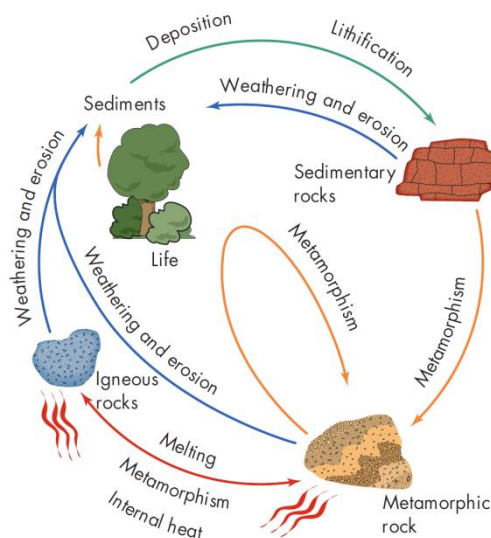 Deposition
Lithification
Weathering and erosion
Sediments
Sedimentary
rocks
Life
Weathering and erosion
Weathering and erosion
Metamorphism
Metamorphism
Igneous
rocks
Melting
Metamorphism
Internal heat
Metamorphic
rock